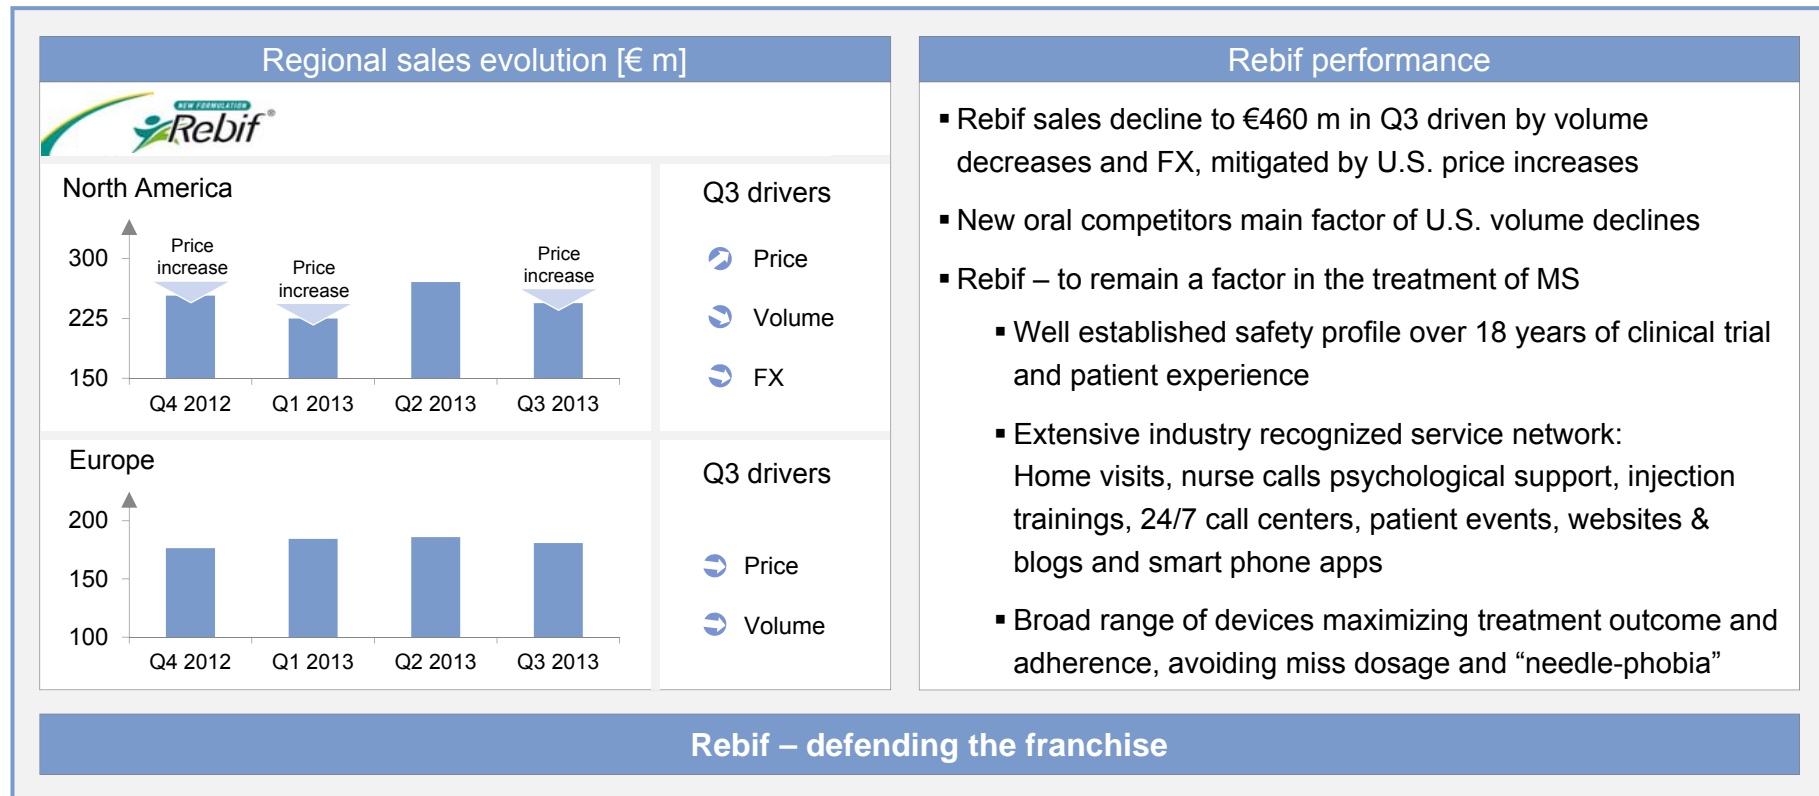 Regional sales evolution [€ m]
NEW FORMULATION
Rebif®
North America
300
225
150
Price
increase
Price
increase
Price
increase
Q4 2012 Q1 2013 Q2 2013 Q3 2013
Q3 drivers
Price
Volume
FX
Europe
200
150
100
Q4 2012 Q1 2013 Q2 2013 Q3 2013
Q3 drivers
Price
Volume
Rebif performance
▪ Rebif sales decline to €460 m in Q3 driven by volume
decreases and FX, mitigated by U.S. price increases
▪ New oral competitors main factor of U.S. volume declines
▪ Rebif – to remain a factor in the treatment of MS
▪ Well established safety profile over 18 years of clinical trial
and patient experience
▪ Extensive industry recognized service network:
Home visits, nurse calls psychological support, injection
trainings, 24/7 call centers, patient events, websites &
blogs and smart phone apps
▪ Broad range of devices maximizing treatment outcome and
adherence, avoiding miss dosage and “needle-phobia”
Rebif – defending the franchise